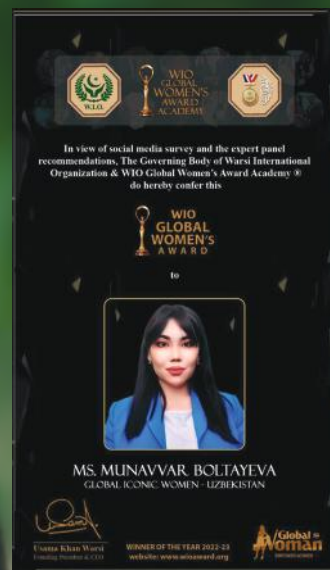 W.I.O.
WIO
GLOBAL
WOMEN'S
AWARD
ACADEMY
In view of social media survey and the expert panel
recommendations, The Governing Body of Warsi International
Organization & WIO Global Women's Award Academy ®
do hereby confer this
WIO
GLOBAL
WOMEN'S
AWARD
to
MS. MUNAVVAR BOLTAYEVA
GLOBAL ICONIC WOMEN - UZBEKISTAN
Usama Khan Warsi
Founding President & CEO
WINNER OF THE YEAR 2022-23
website: www.wioaward.org
Global ®
Woman